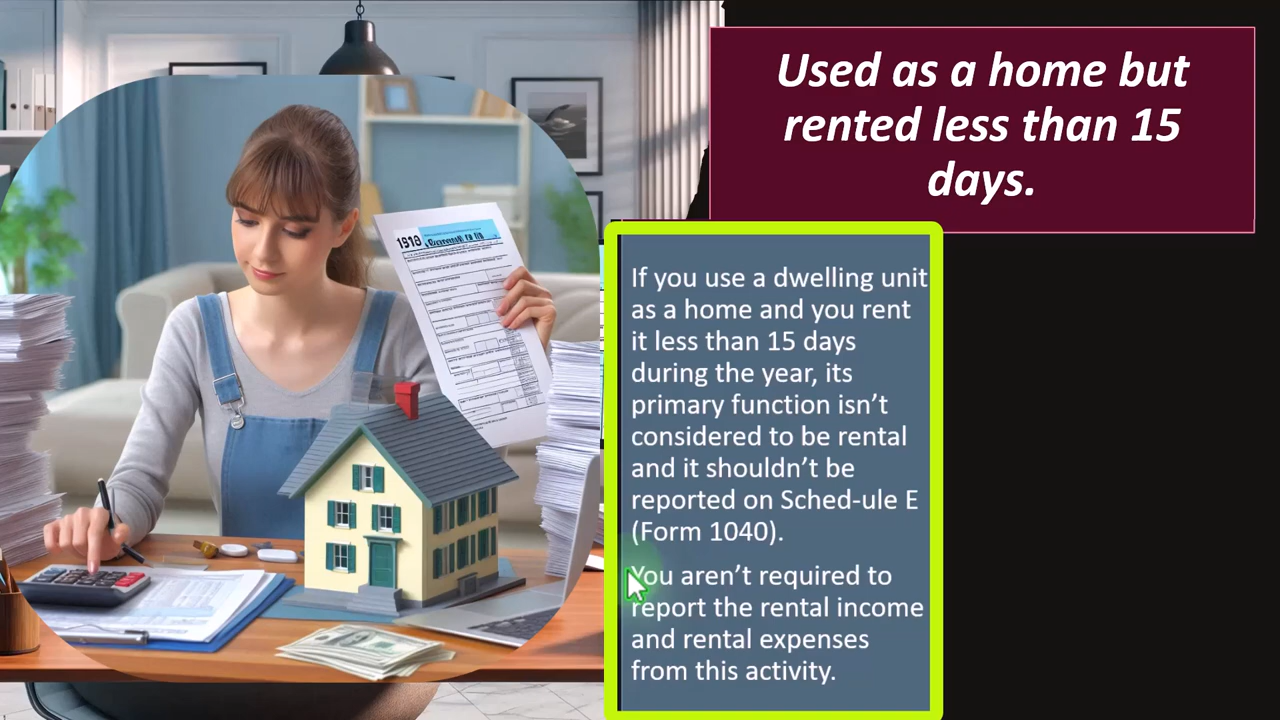 Used as a home but
rented less than 15
days.
1919
If you use a dwelling unit
as a home and you rent
it less than 15 days
during the year, its
primary function isn’t
considered to be rental
and it shouldn’t be
reported on Sched-ule E
(Form 1040).
You aren’t required to
report the rental income
and rental expenses
from this activity.